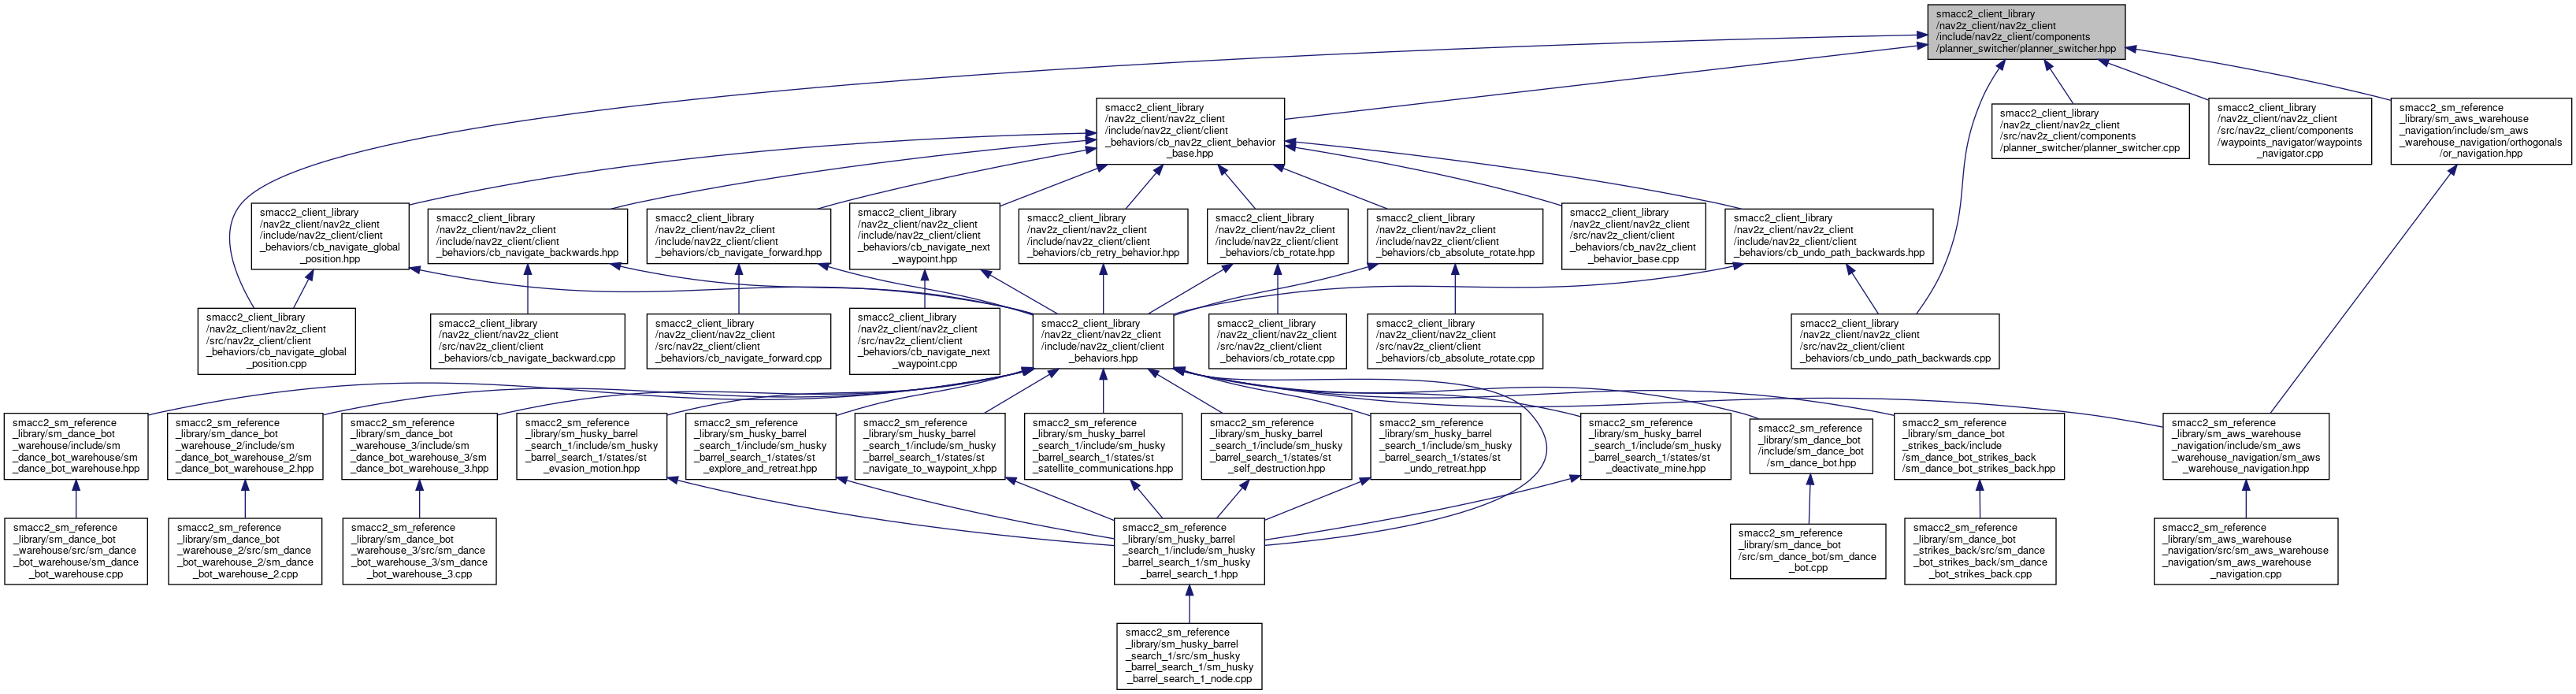 smacc2_client_library
/nav2z_client/nav2z_client
/include/nav2z_client/components
/planner_switcher/planner_switcher.hpp
smacc2_client_library
/nav2z_client/nav2z_client
/include/nav2z_client/client
_behaviors/cb_nav2z_client_behavior
_base.hpp
smacc2_client_library
/nav2z_client/nav2z_client
/src/nav2z_client/components
/planner_switcher/planner_switcher.cpp
smacc2_client_library
/nav2z_client/nav2z_client
/src/nav2z_client/components
/waypoints_navigator/waypoints
_navigator.cpp
smacc2_sm_reference
_library/sm_aws_warehouse
_navigation/include/sm_aws
_warehouse_navigation/orthogonals
/or_navigation.hpp
smacc2_client_library
/nav2z_client/nav2z_client
/include/nav2z_client/client
_behaviors/cb_navigate_global
_position.hpp
smacc2_client_library
/nav2z_client/nav2z_client
/include/nav2z_client/client
_behaviors/cb_navigate_backwards.hpp
smacc2_client_library
/nav2z_client/nav2z_client
/include/nav2z_client/client
_behaviors/cb_navigate_forward.hpp
smacc2_client_library
/nav2z_client/nav2z_client
/include/nav2z_client/client
_behaviors/cb_navigate_next
_waypoint.hpp
smacc2_client_library
/nav2z_client/nav2z_client
/include/nav2z_client/client
_behaviors/cb_retry_behavior.hpp
smacc2_client_library
/nav2z_client/nav2z_client
/include/nav2z_client/client
_behaviors/cb_rotate.hpp
smacc2_client_library
/nav2z_client/nav2z_client
/include/nav2z_client/client
_behaviors/cb_absolute_rotate.hpp
smacc2_client_library
/nav2z_client/nav2z_client
/src/nav2z_client/client
_behaviors/cb_nav2z_client
_behavior_base.cpp
smacc2_client_library
/nav2z_client/nav2z_client
/include/nav2z_client/client
_behaviors/cb_undo_path_backwards.hpp
smacc2_client_library
/nav2z_client/nav2z_client
/src/nav2z_client/client
_behaviors/cb_navigate_global
_position.cpp
smacc2_client_library
/nav2z_client/nav2z_client
/src/nav2z_client/client
_behaviors/cb_navigate_backward.cpp
smacc2_client_library
/nav2z_client/nav2z_client
/src/nav2z_client/client
_behaviors/cb_navigate_forward.cpp
smacc2_client_library
/nav2z_client/nav2z_client
/src/nav2z_client/client
_behaviors/cb_navigate_next
_waypoint.cpp
smacc2_client_library
/nav2z_client/nav2z_client
/include/nav2z_client/client
_behaviors.hpp
smacc2_client_library
/nav2z_client/nav2z_client
/src/nav2z_client/client
_behaviors/cb_rotate.cpp
smacc2_client_library
/nav2z_client/nav2z_client
/src/nav2z_client/client
_behaviors/cb_absolute_rotate.cpp
smacc2_client_library
/nav2z_client/nav2z_client
/src/nav2z_client/client
_behaviors/cb_undo_path_backwards.cpp
smacc2_sm_reference
_library/sm_dance_bot
_warehouse/include/sm
_dance_bot_warehouse/sm
_dance_bot_warehouse.hpp
smacc2_sm_reference
_library/sm_dance_bot
_warehouse_2/include/sm
_dance_bot_warehouse_2/sm
_dance_bot_warehouse_2.hpp
smacc2_sm_reference
_library/sm_dance_bot
_warehouse_3/include/sm
_dance_bot_warehouse_3/sm
_dance_bot_warehouse_3.hpp
smacc2_sm_reference
_library/sm_husky_barrel
_search_1/include/sm_husky
_barrel_search_1/states/st
_evasion_motion.hpp
smacc2_sm_reference
_library/sm_husky_barrel
_search_1/include/sm_husky
_barrel_search_1/states/st
_explore_and_retreat.hpp
smacc2_sm_reference
_library/sm_husky_barrel
_search_1/include/sm_husky
_barrel_search_1/states/st
_navigate_to_waypoint_x.hpp
smacc2_sm_reference
_library/sm_husky_barrel
_search_1/include/sm_husky
_barrel_search_1/states/st
_satellite_communications.hpp
smacc2_sm_reference
_library/sm_husky_barrel
_search_1/include/sm_husky
_barrel_search_1/states/st
_self_destruction.hpp
smacc2_sm_reference
_library/sm_husky_barrel
_search_1/include/sm_husky
_barrel_search_1/states/st
_undo_retreat.hpp
smacc2_sm_reference
_library/sm_husky_barrel
_search_1/include/sm_husky
_barrel_search_1/states/st
_deactivate_mine.hpp
smacc2_sm_reference
_library/sm_dance_bot
/include/sm_dance_bot
/sm_dance_bot.hpp
smacc2_sm_reference
_library/sm_dance_bot
_strikes_back/include
/sm_dance_bot_strikes_back
/sm_dance_bot_strikes_back.hpp
smacc2_sm_reference
_library/sm_aws_warehouse
_navigation/include/sm_aws
_warehouse_navigation/sm_aws
_warehouse_navigation.hpp
smacc2_sm_reference
_library/sm_dance_bot
_warehouse/src/sm_dance
_bot_warehouse/sm_dance
_bot_warehouse.cpp
smacc2_sm_reference
_library/sm_dance_bot
_warehouse_2/src/sm_dance
_bot_warehouse_2/sm_dance
_bot_warehouse_2.cpp
smacc2_sm_reference
_library/sm_dance_bot
_warehouse_3/src/sm_dance
_bot_warehouse_3/sm_dance
_bot_warehouse_3.cpp
smacc2_sm_reference
_library/sm_husky_barrel
_search_1/include/sm_husky
_barrel_search_1/sm_husky
_barrel_search_1.hpp
smacc2_sm_reference
_library/sm_dance_bot
/src/sm_dance_bot/sm_dance
_bot.cpp
smacc2_sm_reference
_library/sm_dance_bot
_strikes_back/src/sm_dance
_bot_strikes_back/sm_dance
_bot_strikes_back.cpp
smacc2_sm_reference
_library/sm_aws_warehouse
_navigation/src/sm_aws_warehouse
_navigation/sm_aws_warehouse
_navigation.cpp
smacc2_sm_reference
_library/sm_husky_barrel
_search_1/src/sm_husky
_barrel_search_1/sm_husky
_barrel_search_1_node.cpp